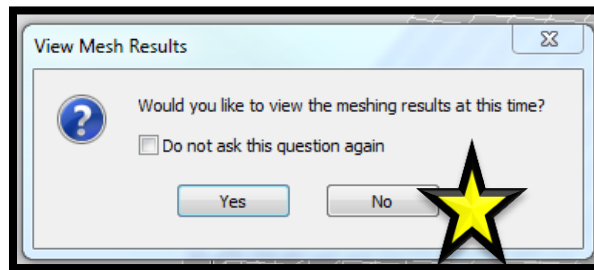 View Mesh Results
Would you like to view the meshing results at this time?
Do not ask this question again
Yes No